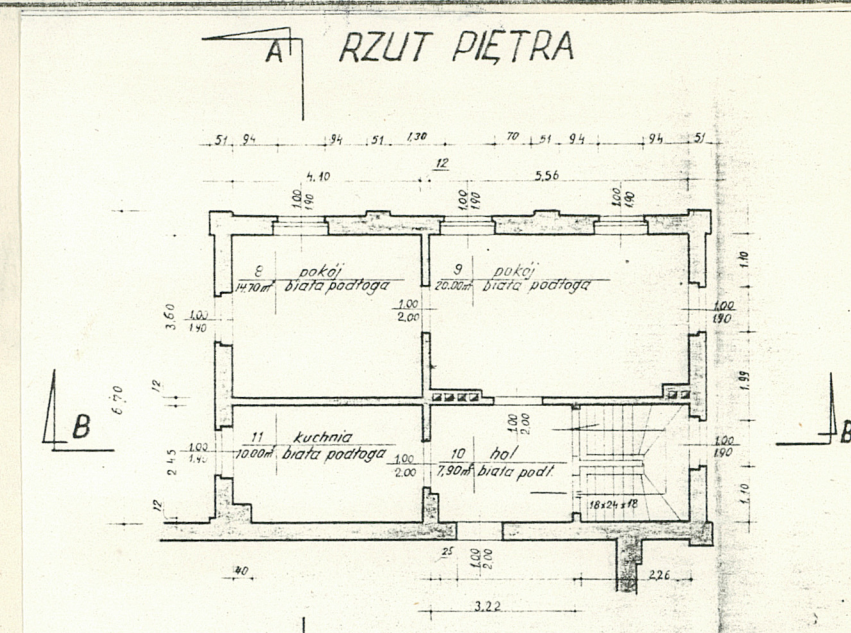 A
RZUT PIĘTRA
51 94 94 51 1,30 70 51 94 94 51
12
4.10 5,56
1.00 1.00 1.00
1.90 1.90 1.90
8 pokój
14.70m² biała podłoga
9 pokój
20.00m² biała podłoga
1.10
3.60
1.00
1.90
1.00
2.00
1.00
1.90
12
6.70
1.99
B
B
11 kuchnia
10.00m² biała podłoga
1.00
2.00
10 hol
7,90m² biała podł.
1.00
2.00
1.00
1.00
1.90
2.45
18x24x18
1.10
12
25
1.00
2.00
40
2.26
3.22